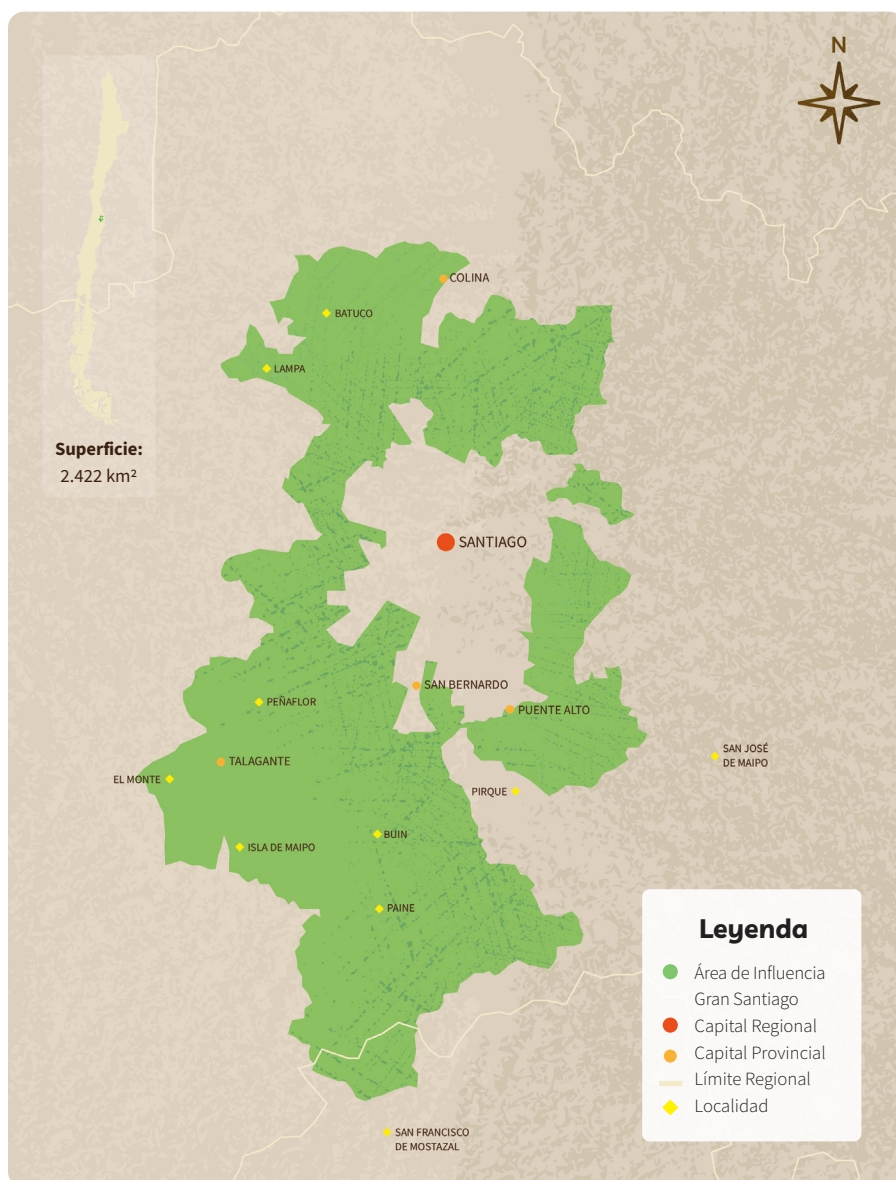 N
COLINA
BATUCO
LAMPA
Superficie:
2.422 km²
SANTIAGO
SAN BERNARDO
PEÑAFLOR
PUENTE ALTO
SAN JOSÉ
DE MAIPO
TALAGANTE
EL MONTE
PIRQUE
BUIN
ISLA DE MAIPO
PAINE
Leyenda
Área de Influencia
Gran Santiago
Capital Regional
Capital Provincial
Límite Regional
Localidad
SAN FRANCISCO
DE MOSTAZAL